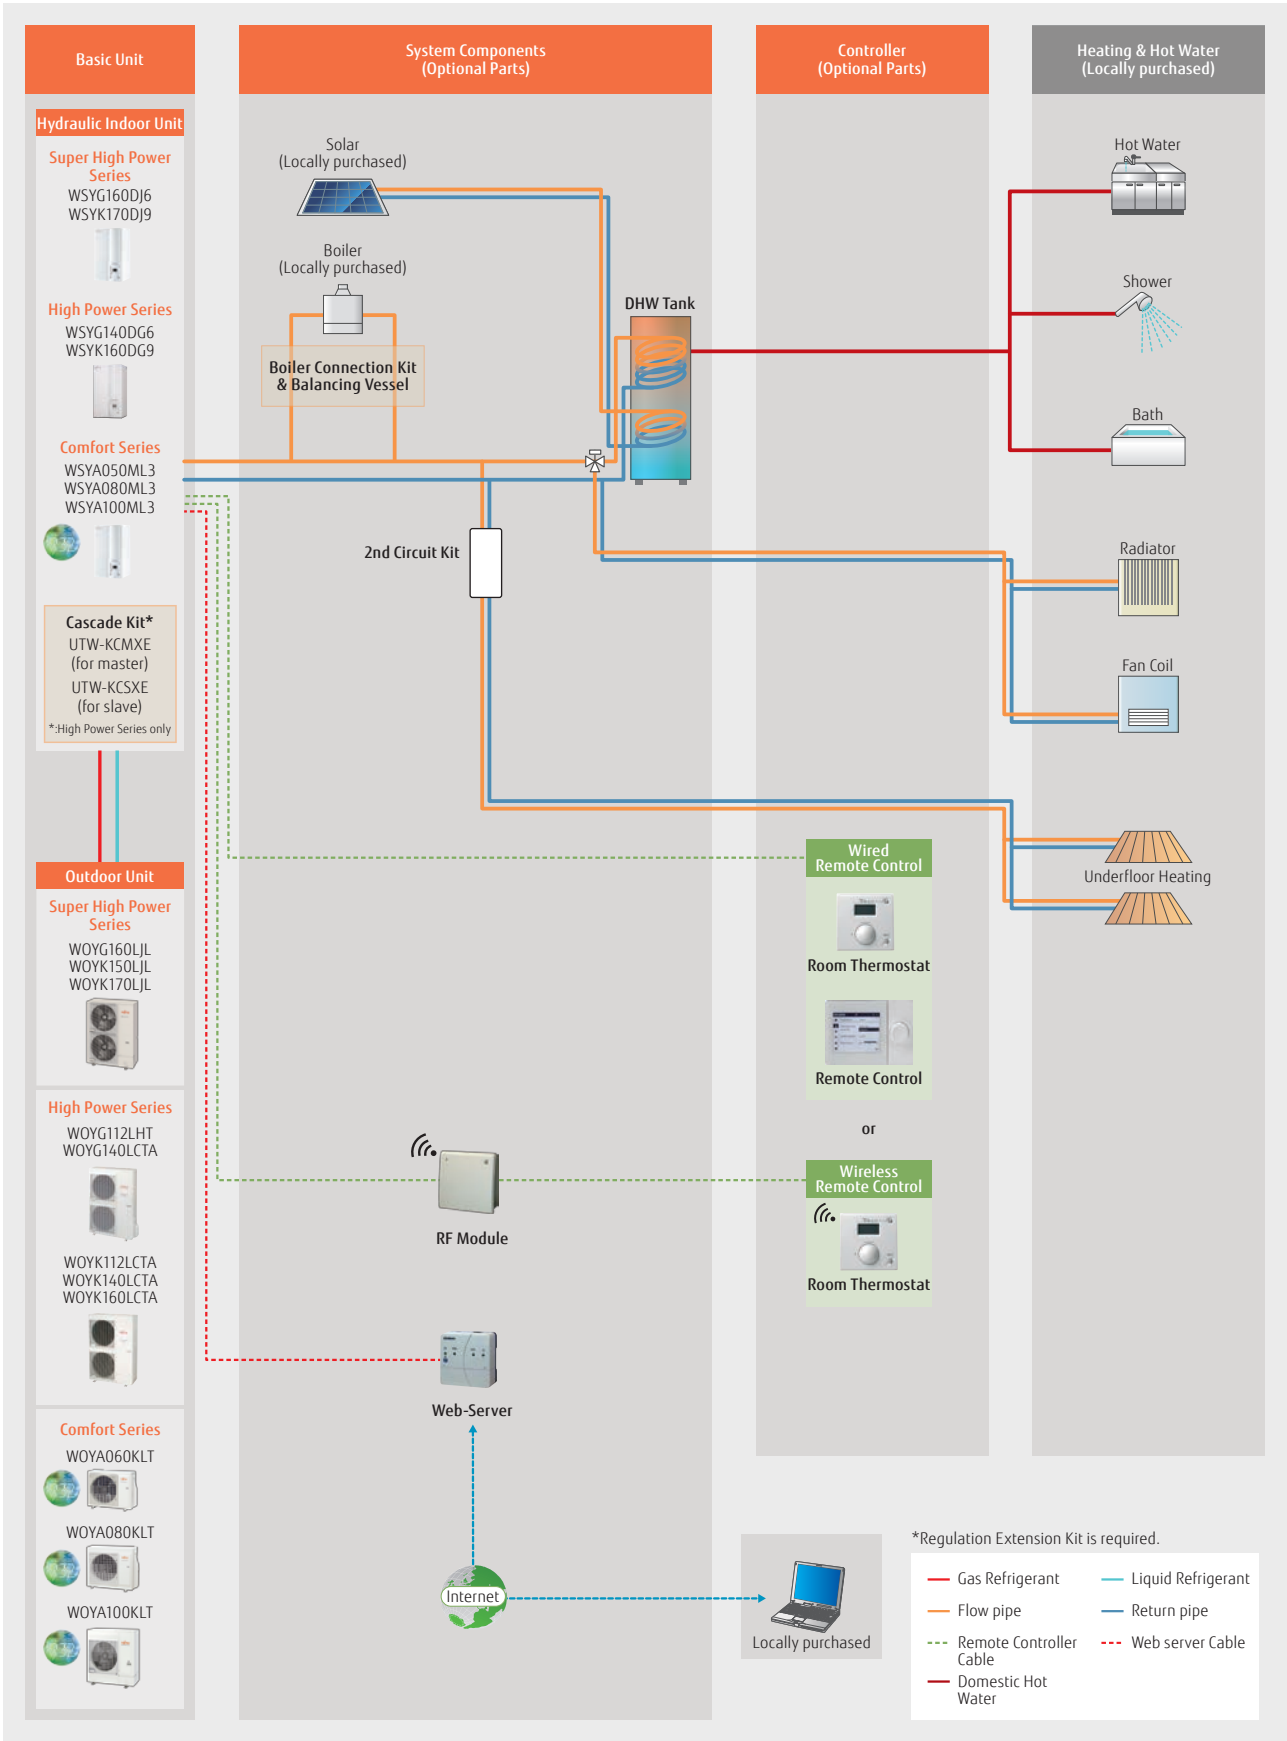 Basic Unit
System Components
(Optional Parts)
Controller
(Optional Parts)
Heating & Hot Water
(Locally purchased)
Hydraulic Indoor Unit
Super High Power
Series
WSYG160DJ6
WSYK170DJ9
High Power Series
WSYG140DG6
WSYK160DG9
Comfort Series
WSYA050ML3
WSYA080ML3
WSYA100ML3
Cascade Kit*
UTW-KCMXE
(for master)
UTW-KCSXE
(for slave)
*:High Power Series only
Outdoor Unit
Super High Power
Series
WOYG160LJL
WOYK150LJL
WOYK170LJL
High Power Series
WOYG112LHT
WOYG140LCTA
WOYK112LCTA
WOYK140LCTA
WOYK160LCTA
Comfort Series
WOYA060KLT
WOYA080KLT
WOYA100KLT
Solar
(Locally purchased)
Boiler
(Locally purchased)
Boiler Connection Kit
& Balancing Vessel
DHW Tank
2nd Circuit Kit
RF Module
Web-Server
Internet
Wired
Remote Control
Room Thermostat
Remote Control
or
Wireless
Remote Control
Room Thermostat
Hot Water
Shower
Bath
Radiator
Fan Coil
Underfloor Heating
Locally purchased
*Regulation Extension Kit is required.
Gas Refrigerant
Liquid Refrigerant
Flow pipe
Return pipe
Remote Controller
Cable
Web server Cable
Domestic Hot
Water